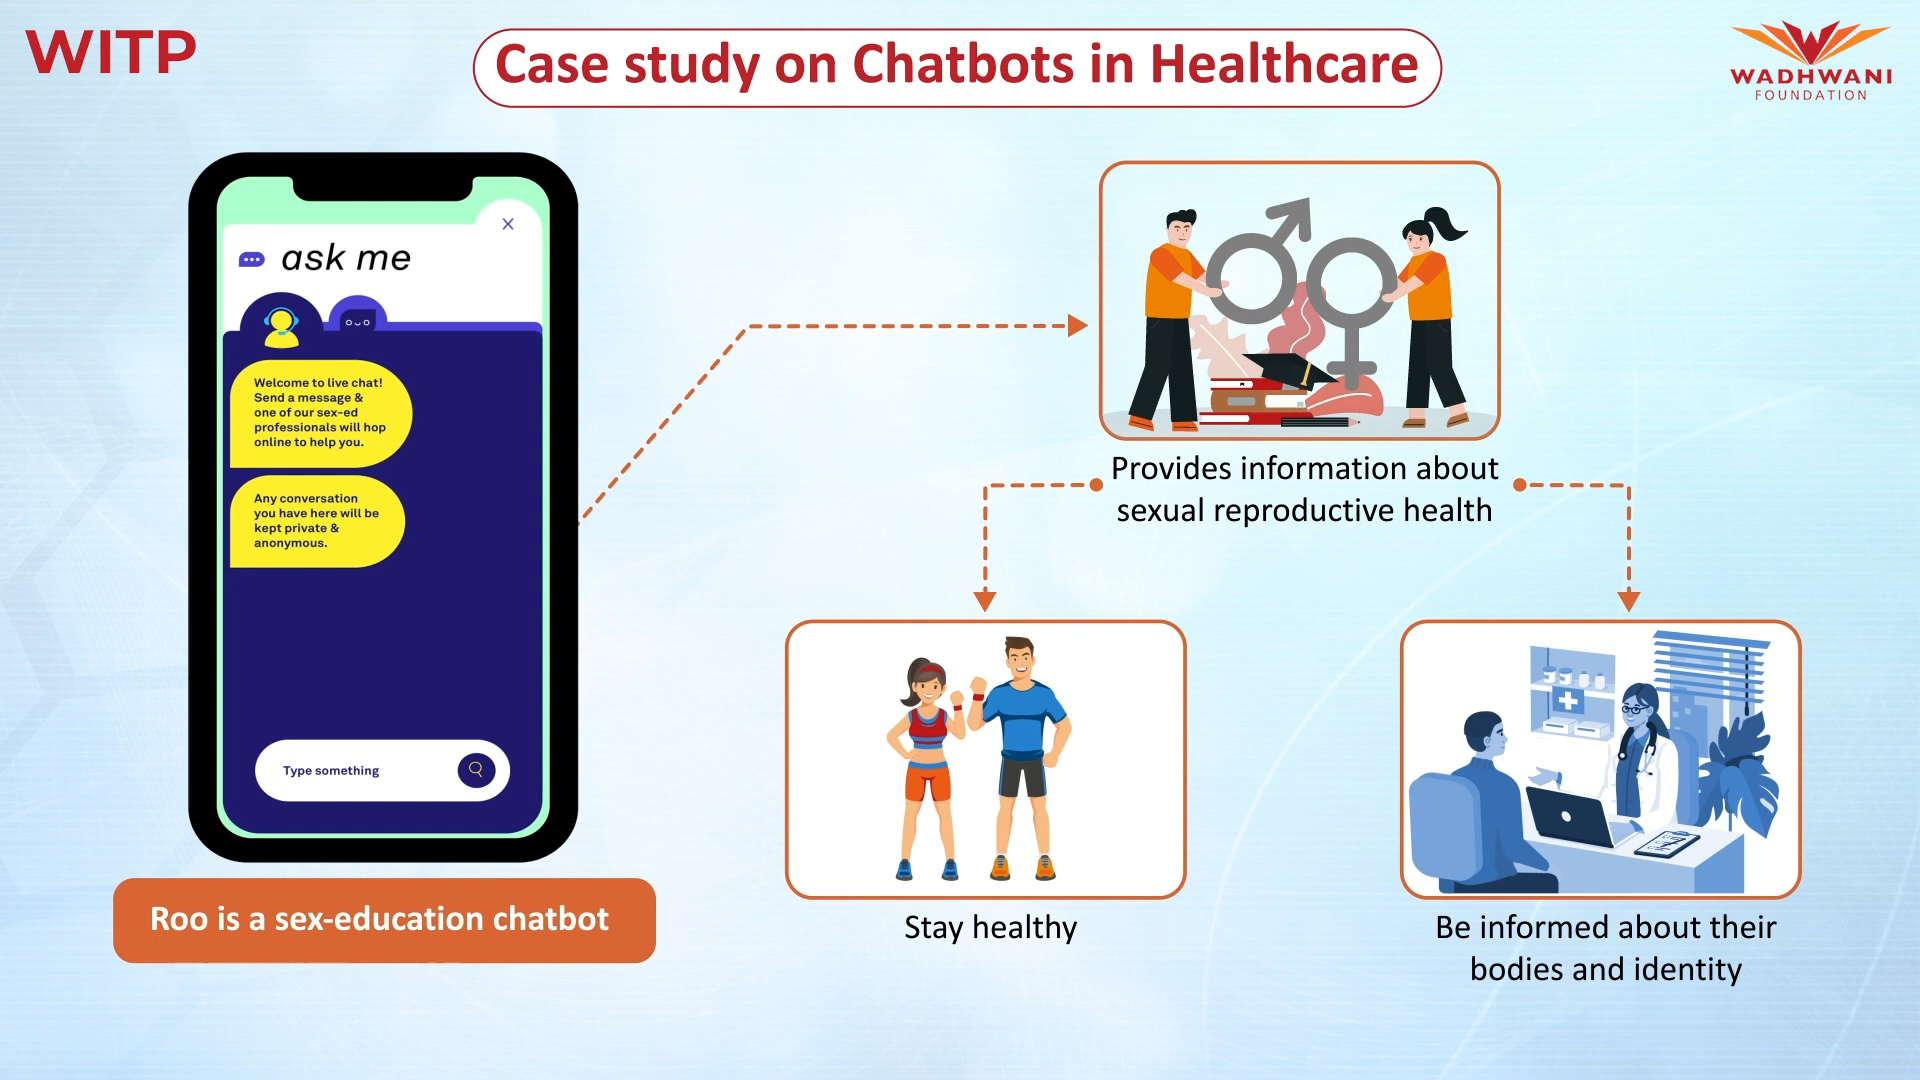 WITP
Case study on Chatbots in Healthcare
WADHWANI
FOUNDATION
ask me
Welcome to live chat!
Send a message &
one of our sex-ed
professionals will hop
online to help you.
Any conversation
you have here will be
kept private &
anonymous.
Type something
Roo is a sex-education chatbot
Provides information about
sexual reproductive health
Stay healthy
Be informed about their
bodies and identity